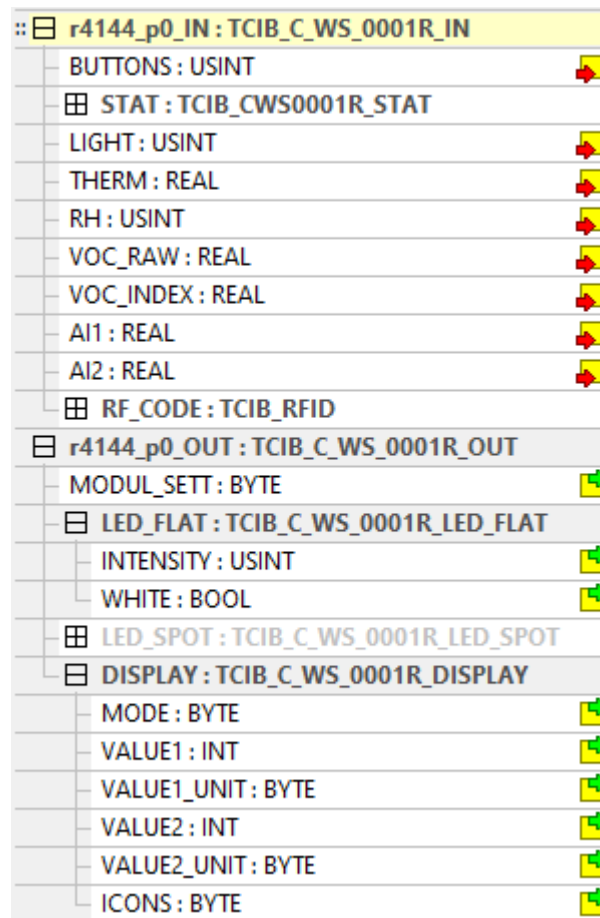 r4144_p0_IN : TCIB_C_WS_0001R_IN
BUTTONS : USINT
STAT : TCIB_CWS0001R_STAT
LIGHT : USINT
THERM : REAL
RH : USINT
VOC_RAW : REAL
VOC_INDEX : REAL
AI1 : REAL
AI2 : REAL
RF_CODE : TCIB_RFID
r4144_p0_OUT : TCIB_C_WS_0001R_OUT
MODUL_SETT : BYTE
LED_FLAT : TCIB_C_WS_0001R_LED_FLAT
INTENSITY : USINT
WHITE : BOOL
LED_SPOT : TCIB_C_WS_0001R_LED_SPOT
DISPLAY : TCIB_C_WS_0001R_DISPLAY
MODE : BYTE
VALUE1 : INT
VALUE1_UNIT : BYTE
VALUE2 : INT
VALUE2_UNIT : BYTE
ICONS : BYTE